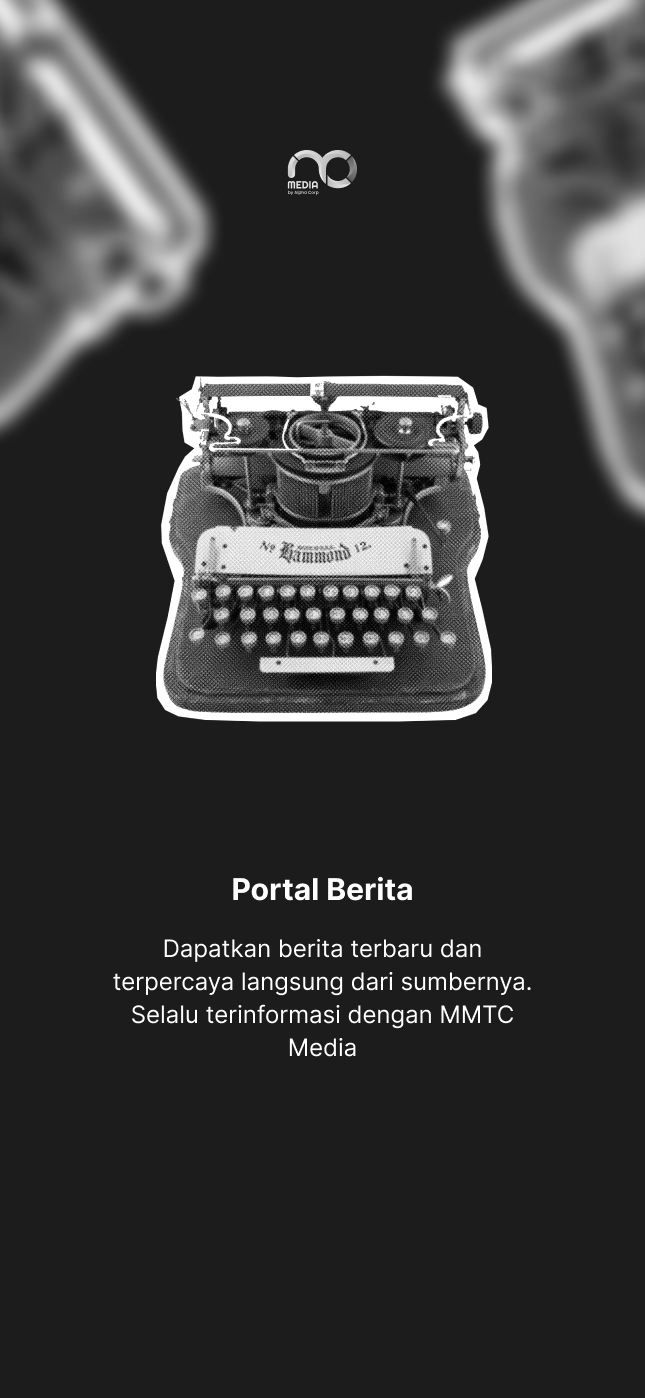 MEDIA
by Alpha Corp
No Hammond 12.
Portal Berita
Dapatkan berita terbaru dan
terpercaya langsung dari sumbernya.
Selalu terinformasi dengan MMTC
Media